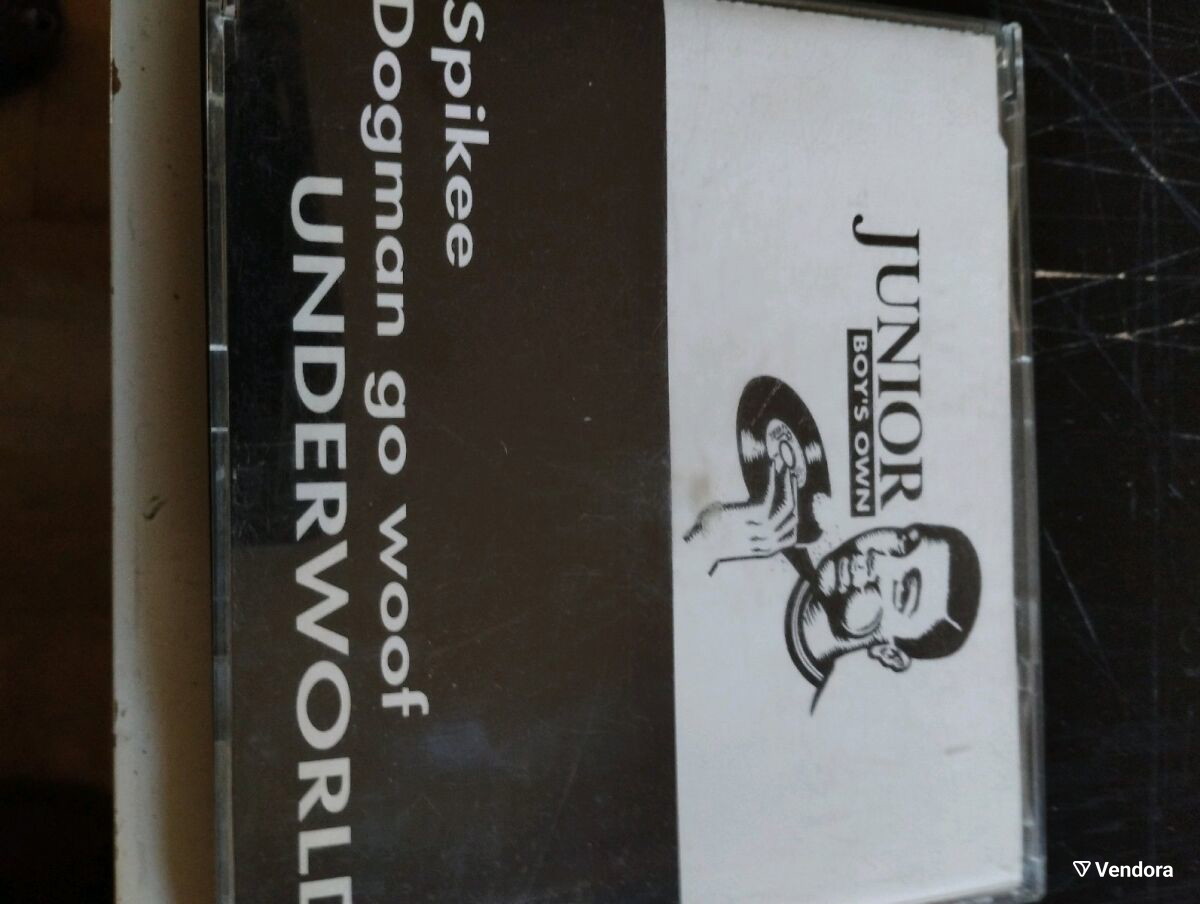 JUNIOR
BOY'S OWN
Spikee
Dogman go woof
UNDERWORLD
Vendora